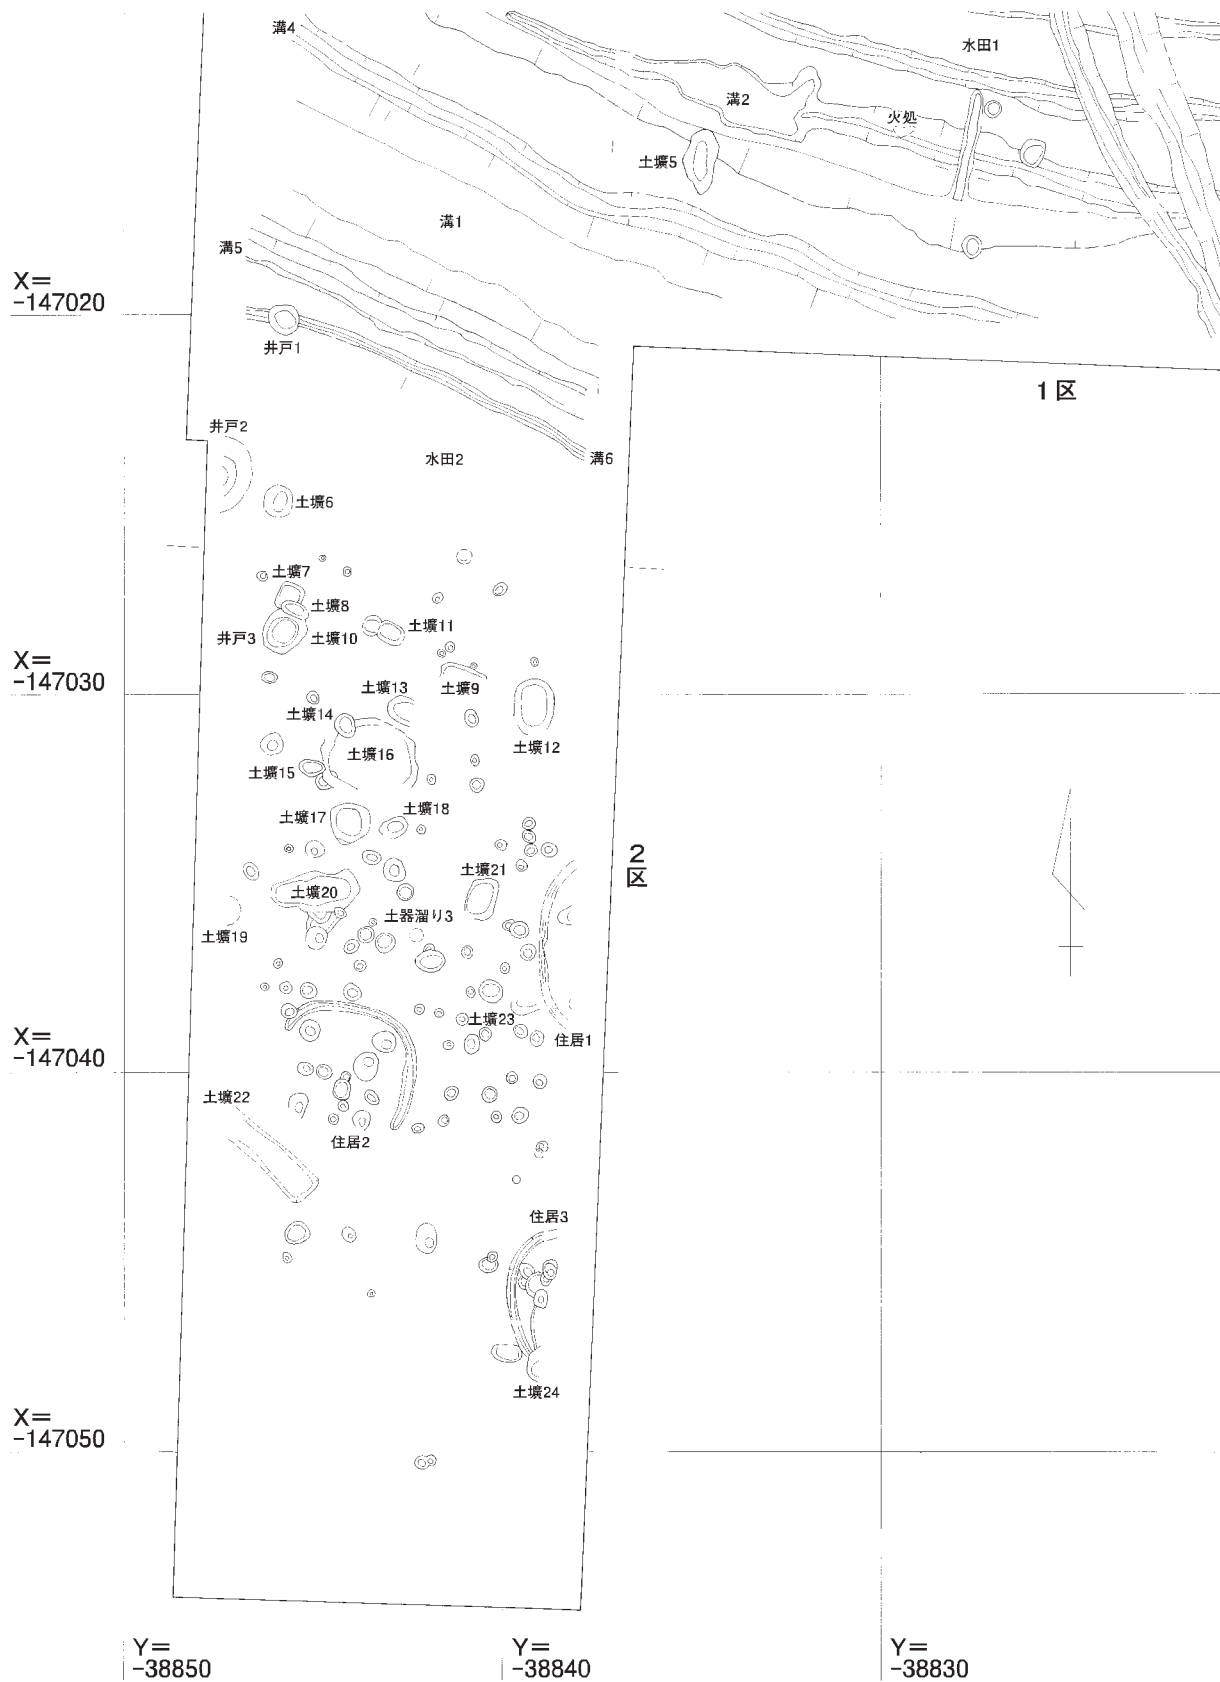 溝4
水田1
溝2
火処
土壙5
溝1
溝5
X=
-147020
井戸1
1区
井戸2
水田2
溝6
土壙6
土壙7
土壙8
井戸3
土壙10
土壙11
X=
-147030
土壙9
土壙13
土壙14
土壙12
土壙16
土壙15
土壙17
土壙18
2
区
土壙21
土壙20
土器溜り3
土壙19
土壙23
X=
-147040
住居1
土壙22
住居2
住居3
土壙24
X=
-147050
Y=
-38850
Y=
-38840
Y=
-38830